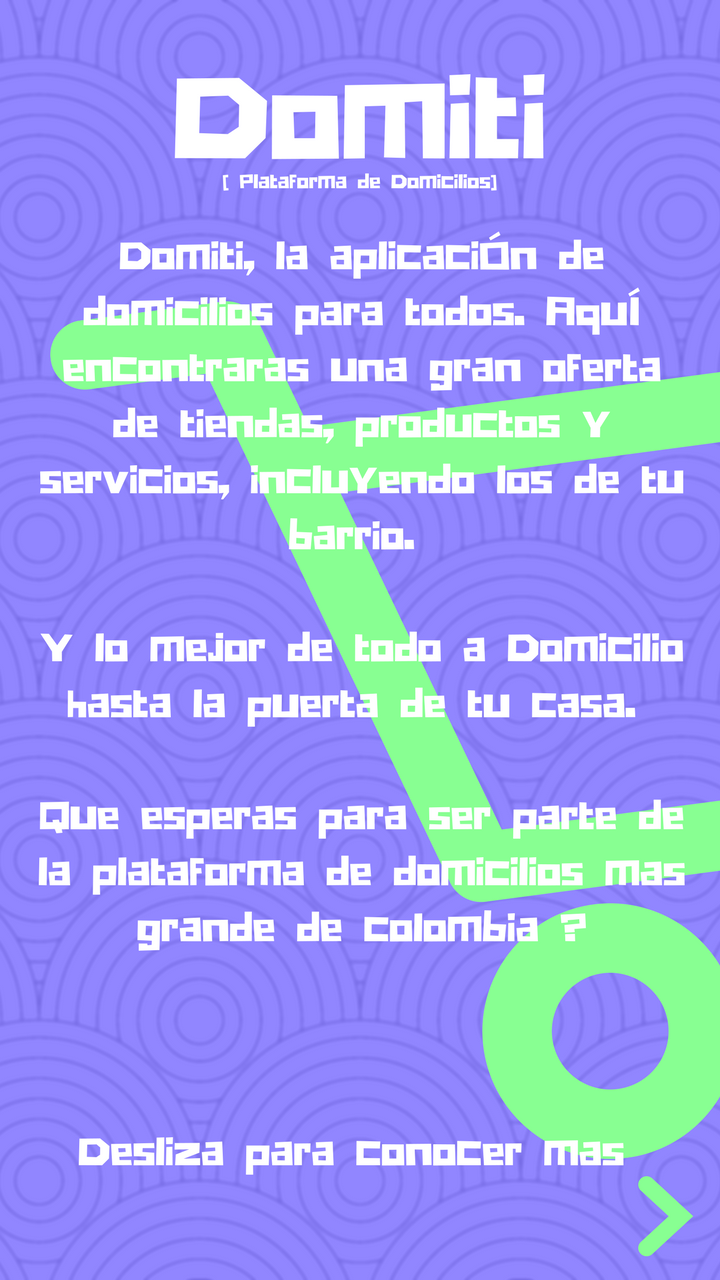 Domiti
[ Plataforma de Domicilios]
Domiti, la aplicación de
domicilios para todos. Aquí
encontraras una gran oferta
de tiendas, productos y
servicios, incluyendo los de tu
barrio.
Y lo mejor de todo a Domicilio
hasta la puerta de tu casa.
Que esperas para ser parte de
la plataforma de domicilios mas
grande de colombia ?
Desliza para conocer mas